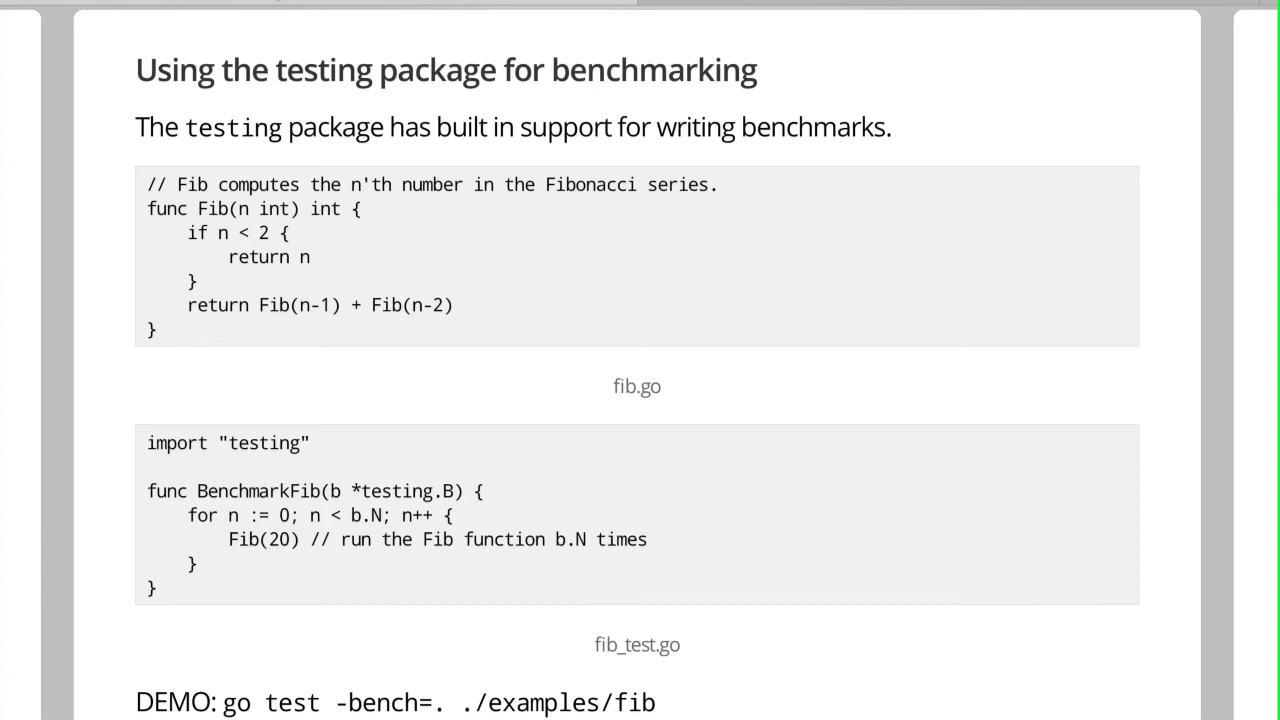 Using the testing package for benchmarking
The testing package has built in support for writing benchmarks.
// Fib computes the n'th number in the Fibonacci series.
func Fib(n int) int {
    if n < 2 {
        return n
    }
    return Fib(n-1) + Fib(n-2)
}
fib.go
import "testing"
func BenchmarkFib(b *testing.B) {
    for n := 0; n < b.N; n++ {
        Fib(20) // run the Fib function b.N times
    }
}
fib_test.go
DEMO: go test -bench=. ./examples/fib